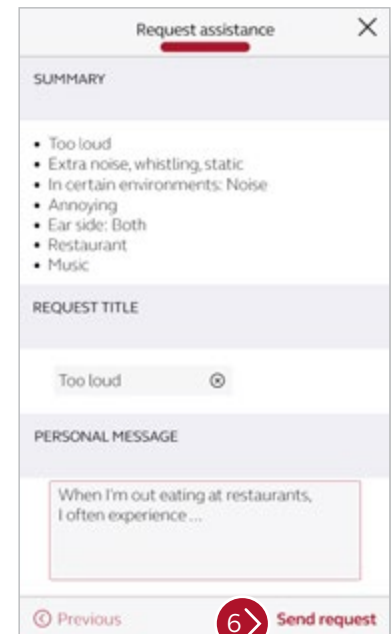 Request assistance
SUMMARY
• Too loud
• Extra noise, whistling, static
• In certain environments: Noise
• Annoying
• Ear side: Both
• Restaurant
• Music
REQUEST TITLE
Too loud
PERSONAL MESSAGE
When I'm out eating at restaurants,
I often experience ...
Previous 6 Send request